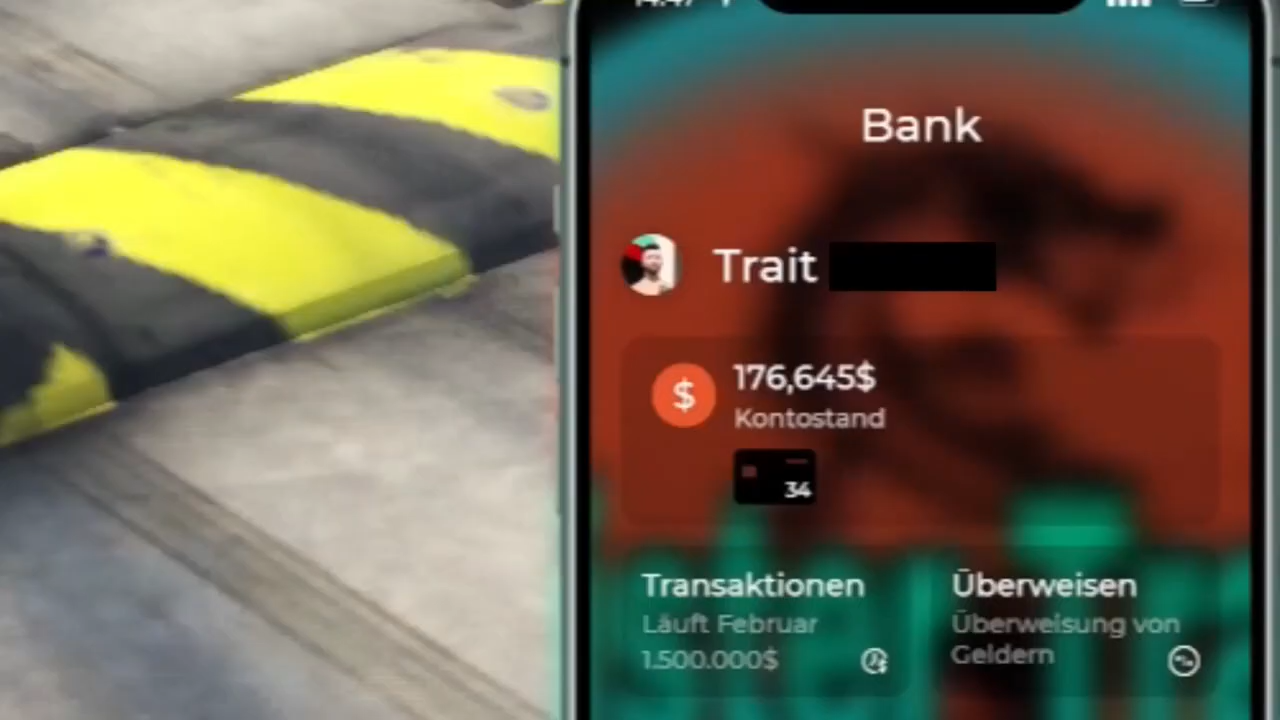 Bank
Trait
176,645$
Kontostand
34
Transaktionen
Läuft Februar
1.500.000$
Überweisen
Überweisung von
Geldern